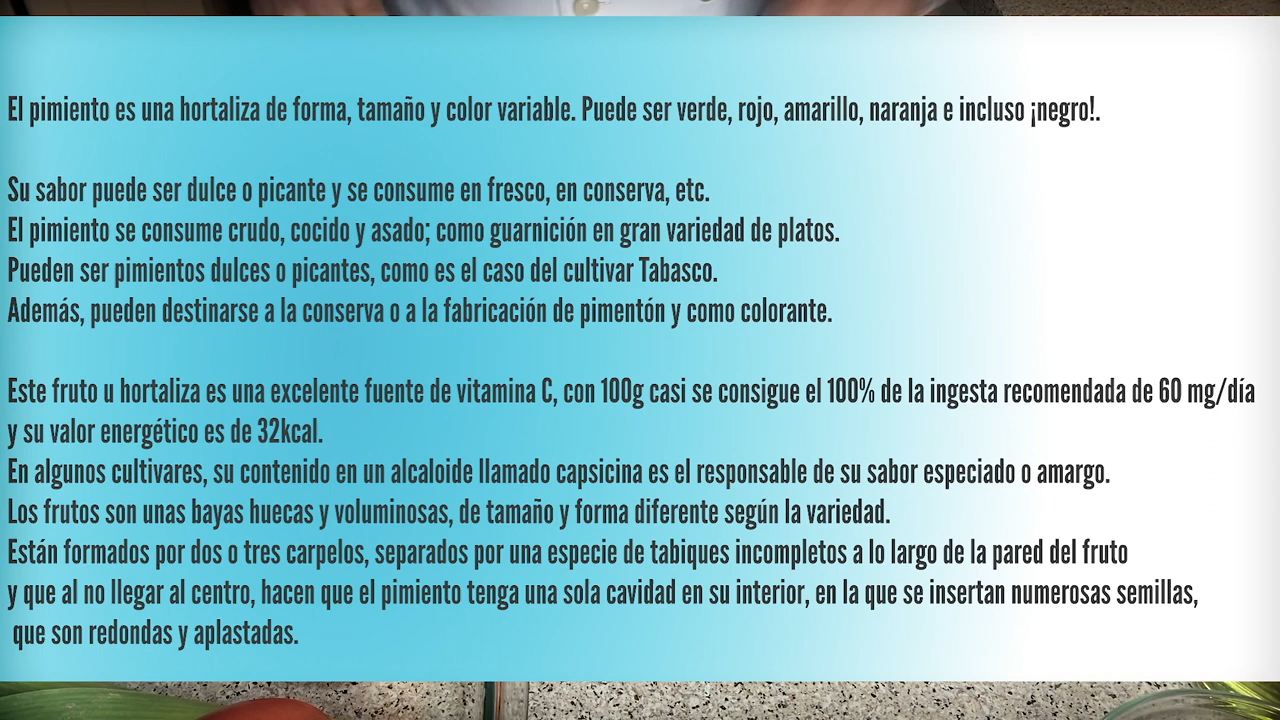 El pimiento es una hortaliza de forma, tamaño y color variable. Puede ser verde, rojo, amarillo, naranja e incluso ¡negro!.
Su sabor puede ser dulce o picante y se consume en fresco, en conserva, etc.
El pimiento se consume crudo, cocido y asado; como guarnición en gran variedad de platos.
Pueden ser pimientos dulces o picantes, como es el caso del cultivar Tabasco.
Además, pueden destinarse a la conserva o a la fabricación de pimentón y como colorante.
Este fruto u hortaliza es una excelente fuente de vitamina C, con 100g casi se consigue el 100% de la ingesta recomendada de 60 mg/día
y su valor energético es de 32kcal.
En algunos cultivares, su contenido en un alcaloide llamado capsicina es el responsable de su sabor especiado o amargo.
Los frutos son unas bayas huecas y voluminosas, de tamaño y forma diferente según la variedad.
Están formados por dos o tres carpelos, separados por una especie de tabiques incompletos a lo largo de la pared del fruto
y que al no llegar al centro, hacen que el pimiento tenga una sola cavidad en su interior, en la que se insertan numerosas semillas,
que son redondas y aplastadas.